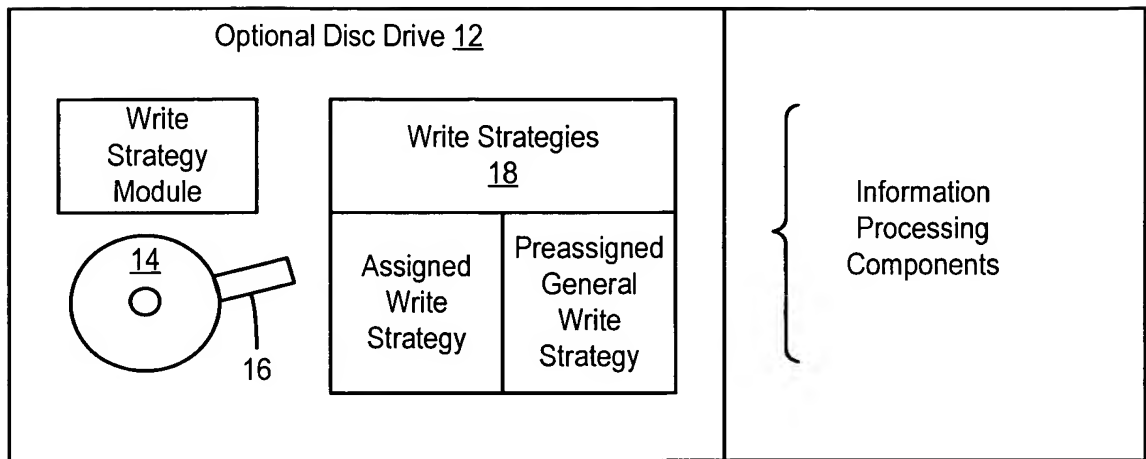 Optional Disc Drive 12
Write
Strategy
Module
Write Strategies
18
14
16
Assigned
Write
Strategy
Preassigned
General
Write
Strategy
Information
Processing
Components